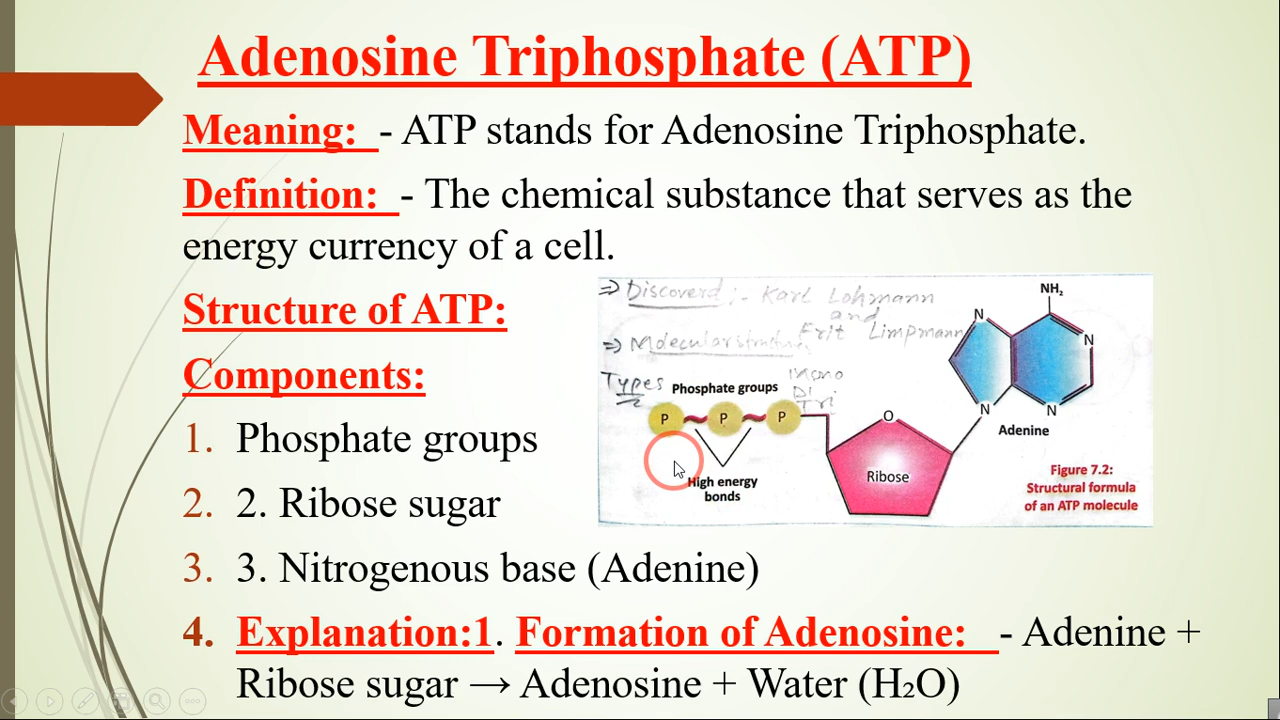 Adenosine Triphosphate (ATP)
Meaning: - ATP stands for Adenosine Triphosphate.
Definition: - The chemical substance that serves as the
energy currency of a cell.
Structure of ATP:
Components:
1. Phosphate groups
2. 2. Ribose sugar
3. 3. Nitrogenous base (Adenine)
4. Explanation:1. Formation of Adenosine: - Adenine +
Ribose sugar → Adenosine + Water (H₂O)
⇒ Discoverd :- Karl Lohmann
and
⇒ Molecular structure Frit Limpmann
Types
Mono
Di
Tri
Phosphate groups
P P P
High energy
bonds
O
Ribose
NH₂
N
N
N
N
Adenine
Figure 7.2:
Structural formula
of an ATP molecule